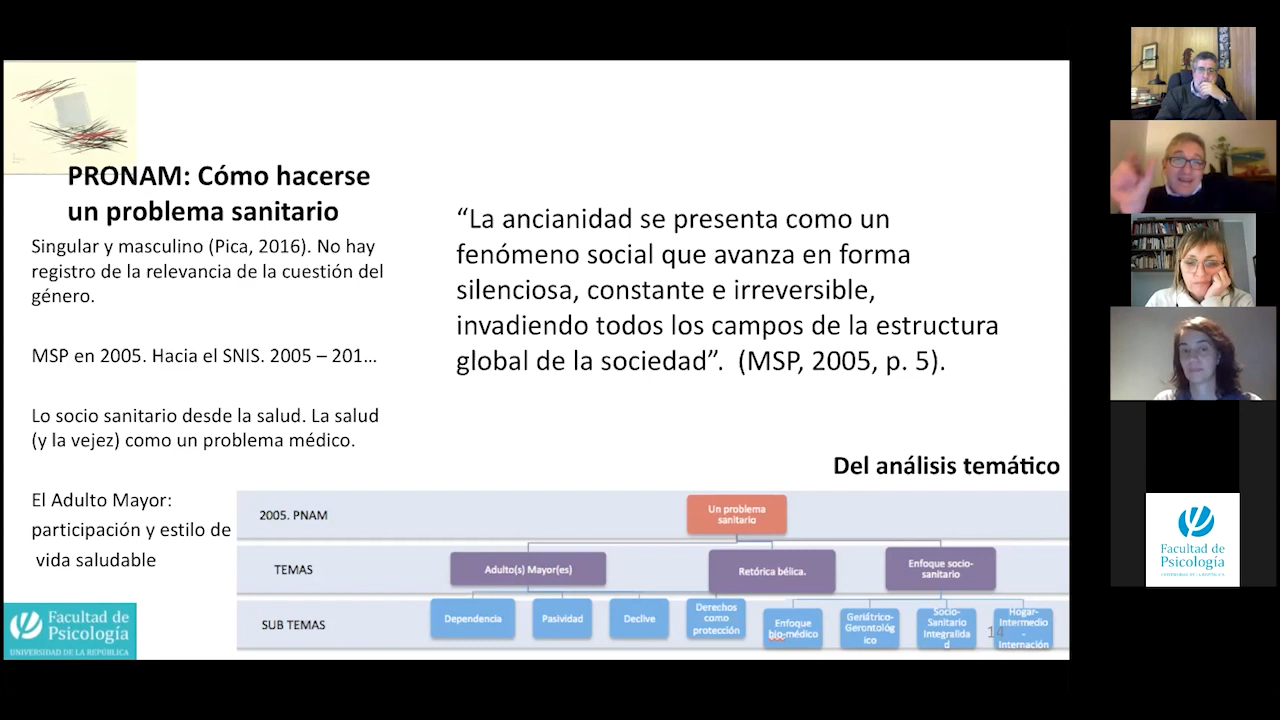 PRONAM: Cómo hacerse
un problema sanitario
Singular y masculino (Pica, 2016). No hay
registro de la relevancia de la cuestión del
género.
MSP en 2005. Hacia el SNIS. 2005 – 201...
Lo socio sanitario desde la salud. La salud
(y la vejez) como un problema médico.
El Adulto Mayor:
participación y estilo de
vida saludable
“La ancianidad se presenta como un
fenómeno social que avanza en forma
silenciosa, constante e irreversible,
invadiendo todos los campos de la estructura
global de la sociedad”. (MSP, 2005, p. 5).
Del análisis temático
2005. PNAM
Un problema
sanitario
TEMAS
Adulto(s) Mayor(es)
Retórica bélica.
Enfoque socio-
sanitario
SUB TEMAS
Dependencia
Pasividad
Declive
Derechos
como
protección
Enfoque
bio-médico
Geriátrico-
Gerontológ
ico
Socio-
Sanitario
Integralida
d
Hogar-
Intermedio
-
Internación
14
Facultad de
Psicología
UNIVERSIDAD DE LA REPÚBLICA
Facultad de
Psicología
UNIVERSIDAD DE LA REPÚBLICA